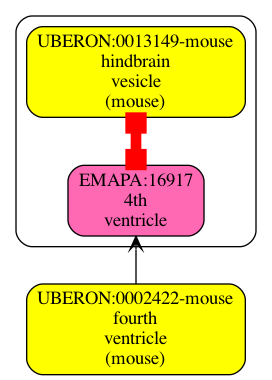 UBERON:0013149-mouse
hindbrain
vesicle
(mouse)
EMAPA:16917
4th
ventricle
UBERON:0002422-mouse
fourth
ventricle
(mouse)